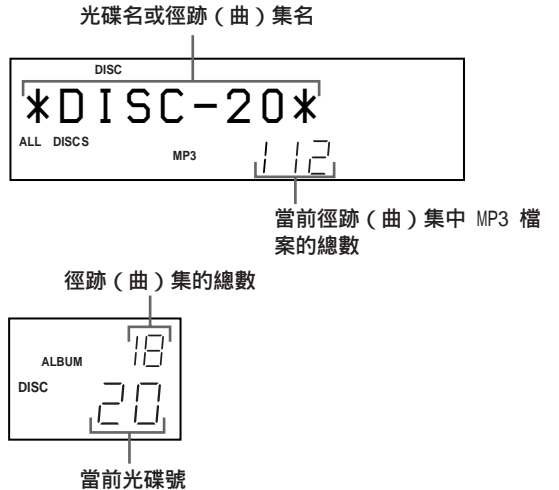 光碟名或徑跡（曲）集名
DISC
*DISC-20*
ALL DISCS
MP3 112
當前徑跡（曲）集中 MP3 檔
案的總數
徑跡（曲）集的總數
ALBUM 18
DISC 20
當前光碟號